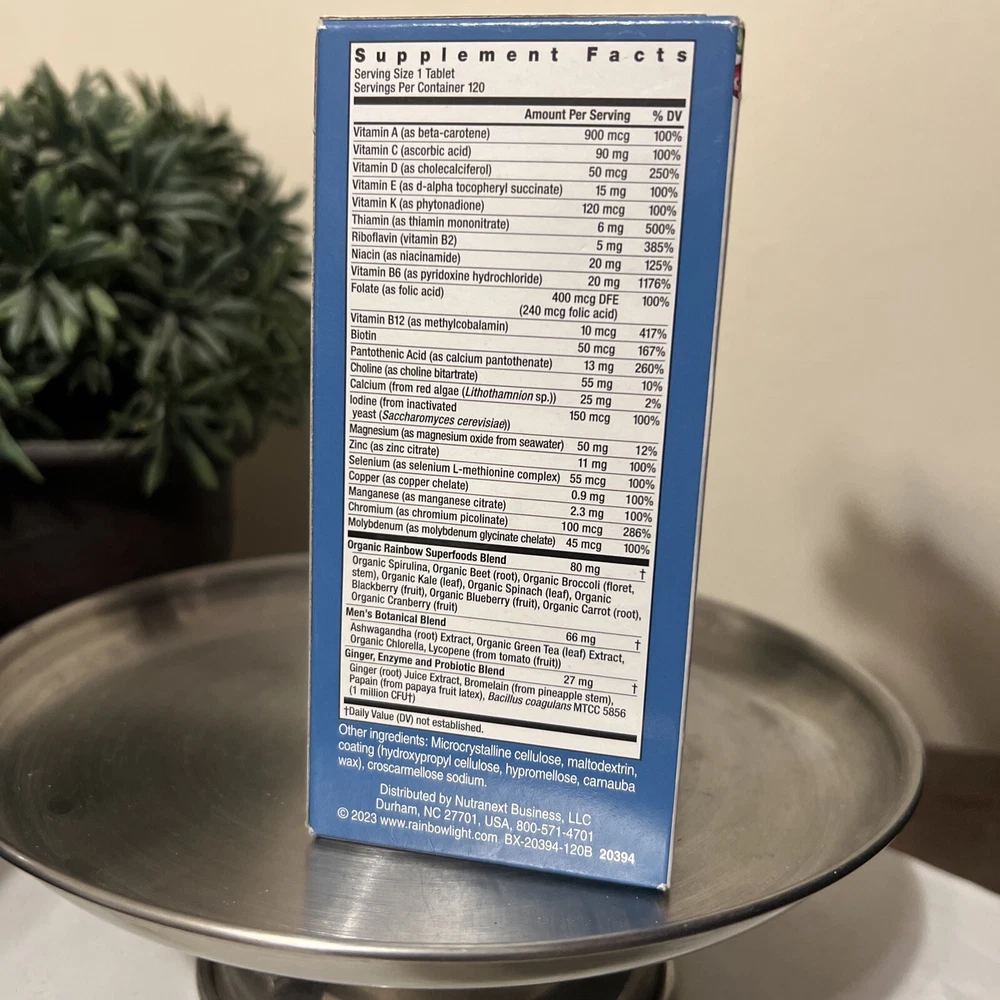 Supplement Facts
Serving Size 1 Tablet
Servings Per Container 120
Amount Per Serving % DV
Vitamin A (as beta-carotene) 900 mcg 100%
Vitamin C (ascorbic acid) 90 mg 100%
Vitamin D (as cholecalciferol) 50 mcg 250%
Vitamin E (as d-alpha tocopheryl succinate) 15 mg 100%
Vitamin K (as phytonadione) 120 mcg 100%
Thiamin (as thiamin mononitrate) 6 mg 500%
Riboflavin (vitamin B2) 5 mg 385%
Niacin (as niacinamide) 20 mg 125%
Vitamin B6 (as pyridoxine hydrochloride) 20 mg 1176%
Folate (as folic acid) 400 mcg DFE 100%
(240 mcg folic acid)
Vitamin B12 (as methylcobalamin) 10 mcg 417%
Biotin 50 mcg 167%
Pantothenic Acid (as calcium pantothenate) 13 mg 260%
Choline (as choline bitartrate) 55 mg 10%
Calcium (from red algae (Lithothamnion sp.)) 25 mg 2%
Iodine (from inactivated 150 mcg 100%
yeast (Saccharomyces cerevisiae))
Magnesium (as magnesium oxide from seawater) 50 mg 12%
Zinc (as zinc citrate) 11 mg 100%
Selenium (as selenium L-methionine complex) 55 mcg 100%
Copper (as copper chelate) 0.9 mg 100%
Manganese (as manganese citrate) 2.3 mg 100%
Chromium (as chromium picolinate) 100 mcg 286%
Molybdenum (as molybdenum glycinate chelate) 45 mcg 100%
Organic Rainbow Superfoods Blend 80 mg †
Organic Spirulina, Organic Beet (root), Organic Broccoli (floret,
stem), Organic Kale (leaf), Organic Spinach (leaf), Organic
Blackberry (fruit), Organic Blueberry (fruit), Organic Carrot (root),
Organic Cranberry (fruit)
Men's Botanical Blend 66 mg †
Ashwagandha (root) Extract, Organic Green Tea (leaf) Extract,
Organic Chlorella, Lycopene (from tomato (fruit))
Ginger, Enzyme and Probiotic Blend 27 mg †
Ginger (root) Juice Extract, Bromelain (from pineapple stem),
Papain (from papaya fruit latex), Bacillus coagulans MTCC 5856
(1 million CFU†)
†Daily Value (DV) not established.
Other ingredients: Microcrystalline cellulose, maltodextrin,
coating (hydroxypropyl cellulose, hypromellose, carnauba
wax), croscarmellose sodium.
Distributed by Nutranext Business, LLC
Durham, NC 27701, USA, 800-571-4701
© 2023 www.rainbowlight.com BX-20394-120B 20394